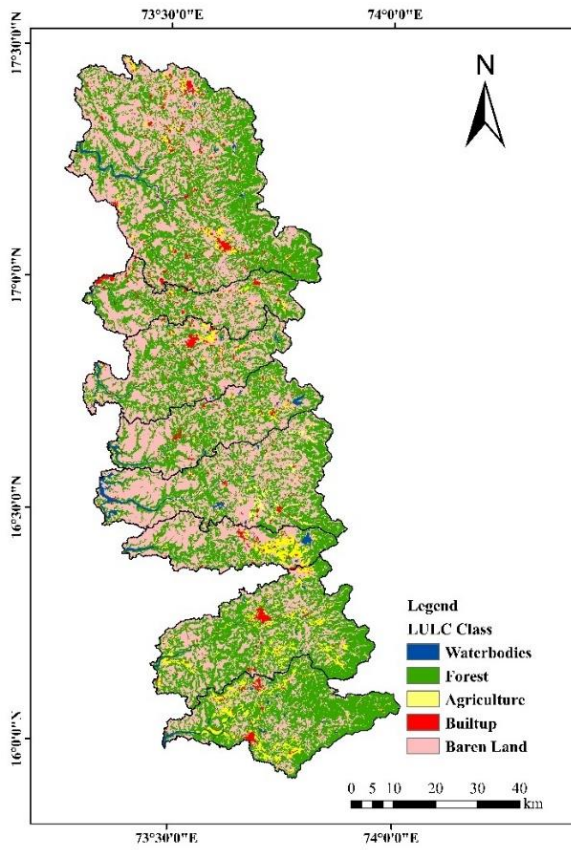 73°30'0"E 74°0'0"E
17°30'0"N
N
17°0'0"N
16°30'0"N
16°0'0"N
Legend
LULC Class
Waterbodies
Forest
Agriculture
Builtup
Baren Land
0 5 10 20 30 40
km
73°30'0"E 74°0'0"E